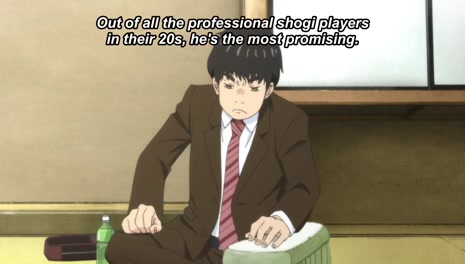 Out of all the professional shogi players
in their 20s, he's the most promising.